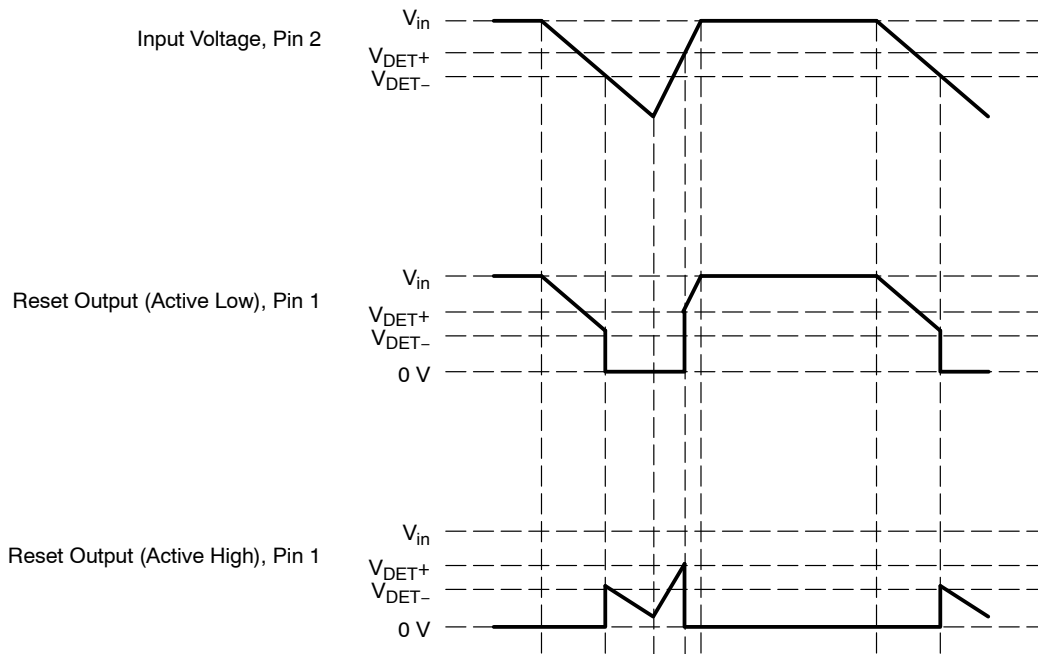 Input Voltage, Pin 2
Vin
VDET+
VDET−
Reset Output (Active Low), Pin 1
Vin
VDET+
VDET−
0 V
Reset Output (Active High), Pin 1
Vin
VDET+
VDET−
0 V